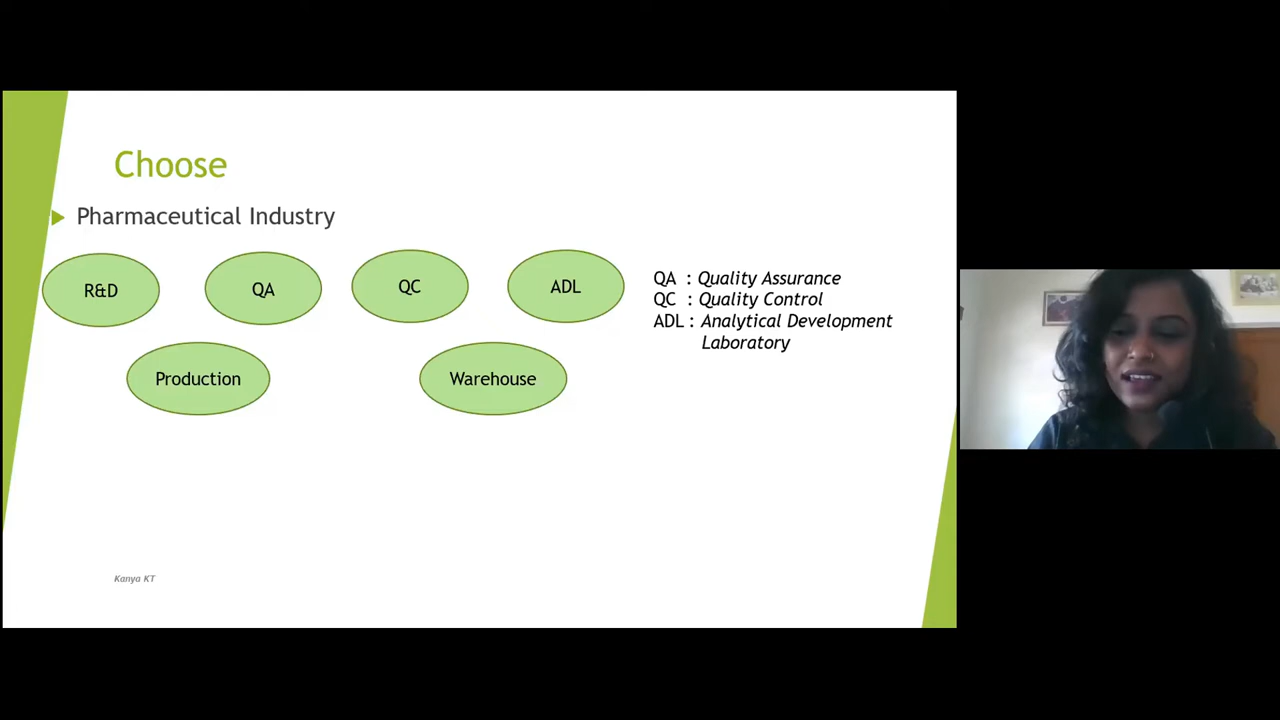 Choose
Pharmaceutical Industry
R&D
QA
QC
ADL
QA : Quality Assurance
QC : Quality Control
ADL : Analytical Development
Laboratory
Production
Warehouse
Kanya KT